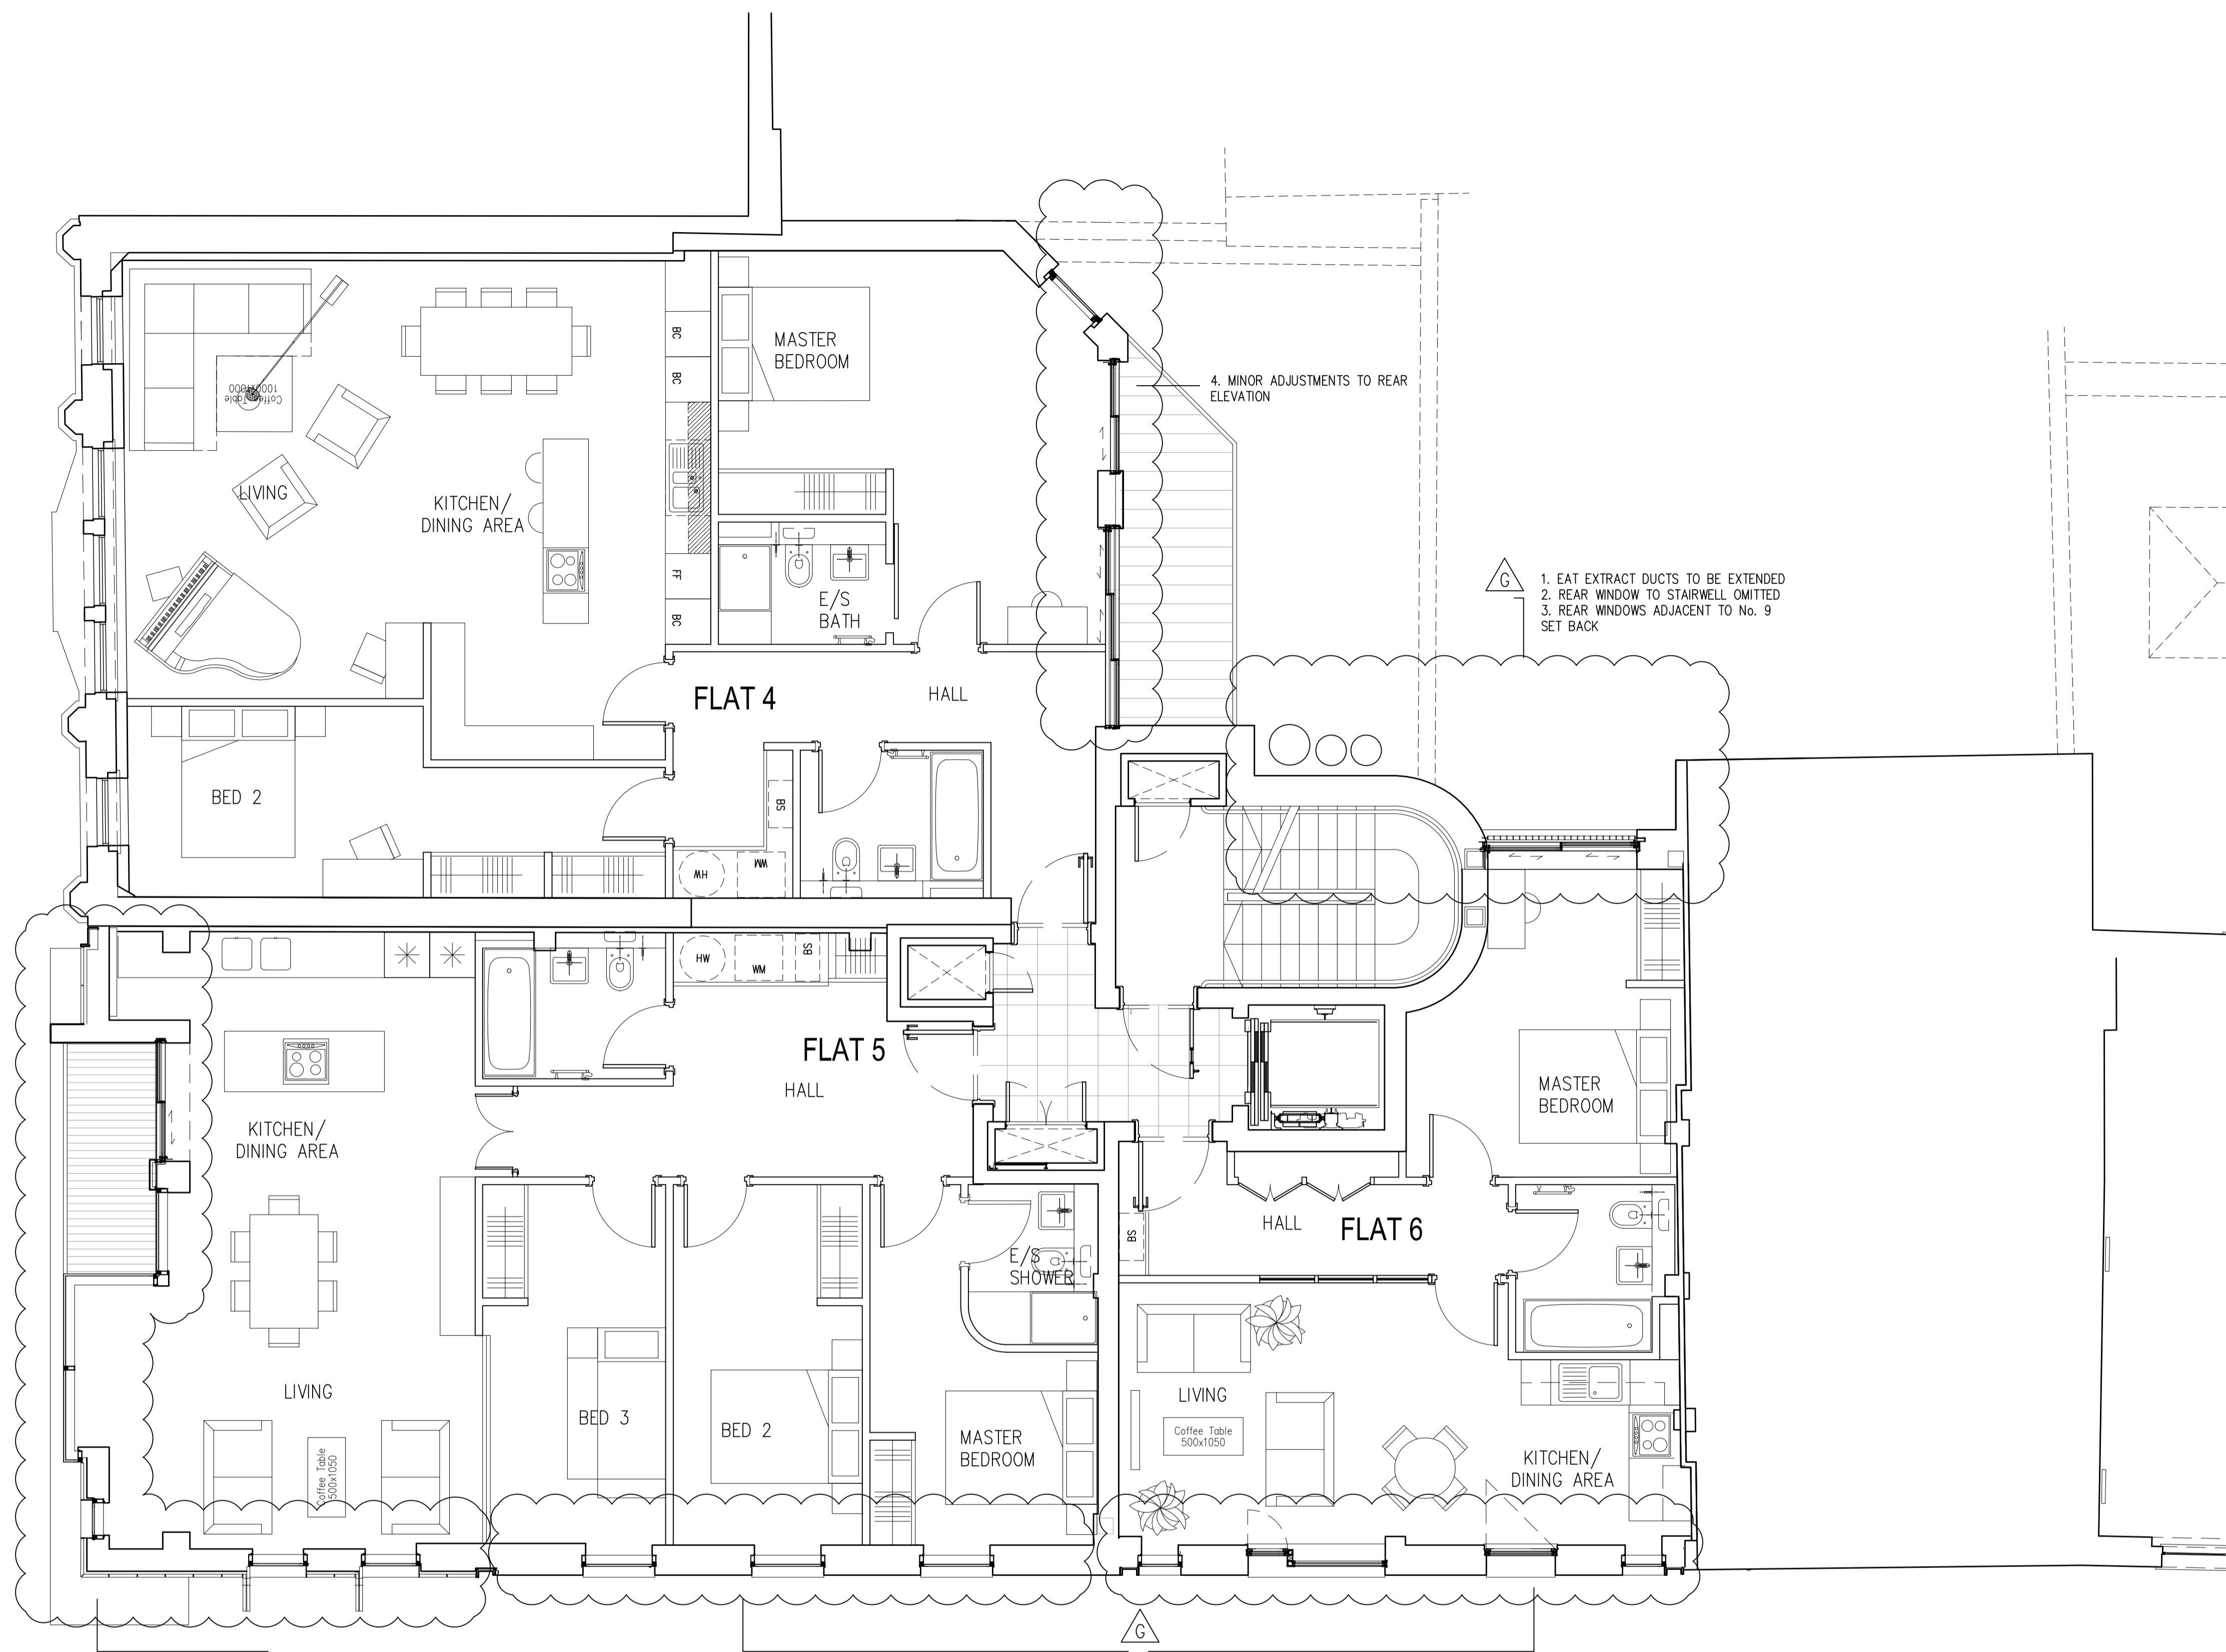 MASTER
BEDROOM
Coffee Table
1000X1000
4. MINOR ADJUSTMENTS TO REAR
ELEVATION
LIVING
KITCHEN/
DINING AREA
BC
BC
FF
BC
E/S
BATH
G
1. EAT EXTRACT DUCTS TO BE EXTENDED
2. REAR WINDOW TO STAIRWELL OMITTED
3. REAR WINDOWS ADJACENT TO No. 9
SET BACK
FLAT 4
HALL
BED 2
BS
HW
WM
HW
WM
BS
FLAT 5
HALL
KITCHEN/
DINING AREA
MASTER
BEDROOM
HALL
FLAT 6
BS
E/S
SHOWER
LIVING
BED 3
BED 2
MASTER
BEDROOM
LIVING
Coffee Table
500x1050
Coffee Table
500x1050
KITCHEN/
DINING AREA
G